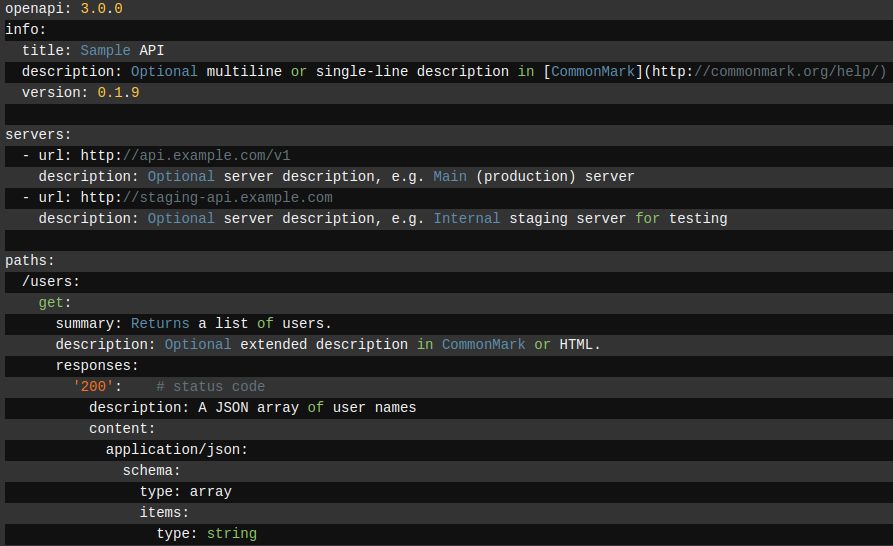 openapi: 3.0.0
info:
  title: Sample API
  description: Optional multiline or single-line description in [CommonMark](http://commonmark.org/help/)
  version: 0.1.9

servers:
  - url: http://api.example.com/v1
    description: Optional server description, e.g. Main (production) server
  - url: http://staging-api.example.com
    description: Optional server description, e.g. Internal staging server for testing

paths:
  /users:
    get:
      summary: Returns a list of users.
      description: Optional extended description in CommonMark or HTML.
      responses:
        '200':    # status code
          description: A JSON array of user names
          content:
            application/json:
              schema:
                type: array
                items:
                  type: string